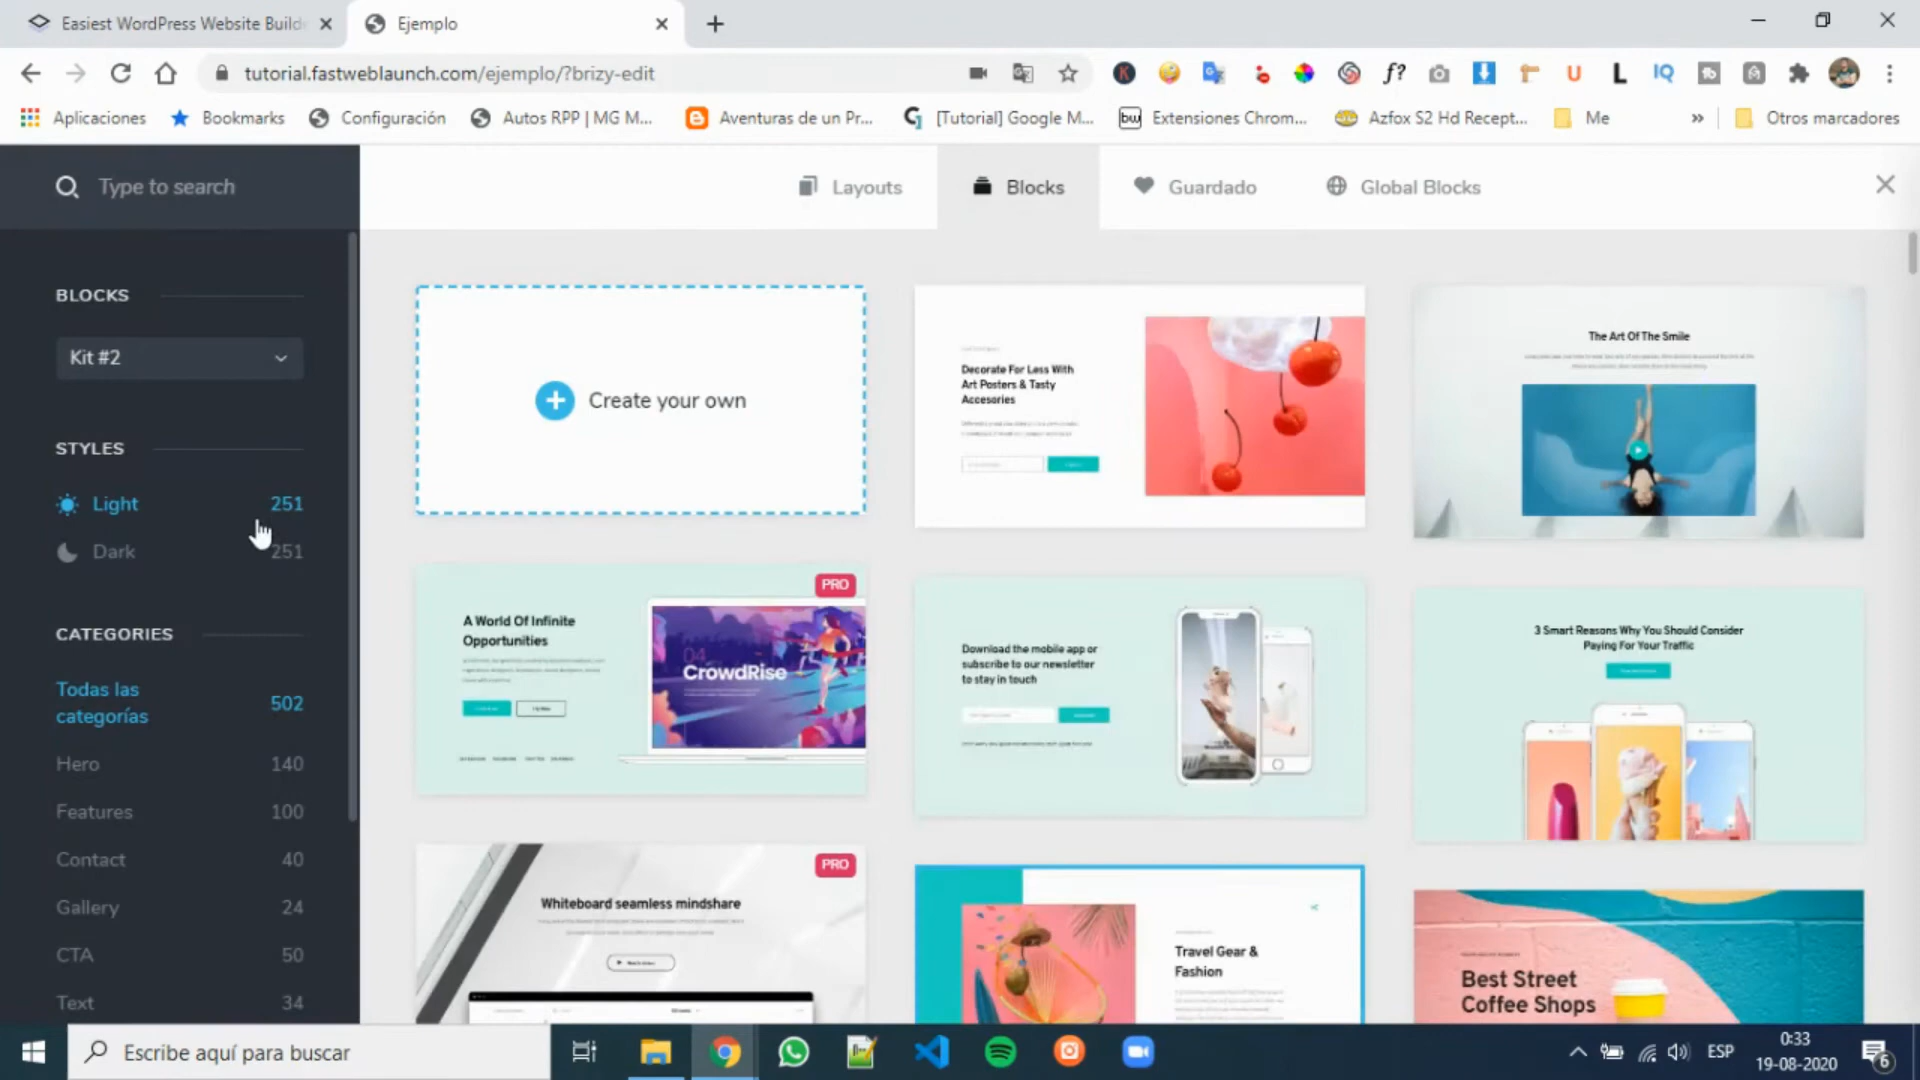 Easiest WordPress Website Builde
Ejemplo
tutorial.fastweblaunch.com/ejemplo/?brizy-edit
Aplicaciones
Bookmarks
Configuración
Autos RPP | MG M...
Aventuras de un Pr...
[Tutorial] Google M...
Extensiones Chrom...
Azfox S2 Hd Recept...
Me
»
Otros marcadores
Type to search
Layouts
Blocks
Guardado
Global Blocks
BLOCKS
Kit #2
STYLES
Light 251
Dark 251
CATEGORIES
Todas las
categorías
502
Hero 140
Features 100
Contact 40
Gallery 24
CTA 50
Text 34
Create your own
Decorate For Less With
Art Posters & Tasty
Accesories
The Art Of The Smile
PRO
A World Of Infinite
Opportunities
04
CrowdRise
Download the mobile app or
subscribe to our newsletter
to stay in touch
3 Smart Reasons Why You Should Consider
Paying For Your Traffic
PRO
Whiteboard seamless mindshare
Travel Gear &
Fashion
Best Street
Coffee Shops
Escribe aquí para buscar
ESP
0:33
19-08-2020
6